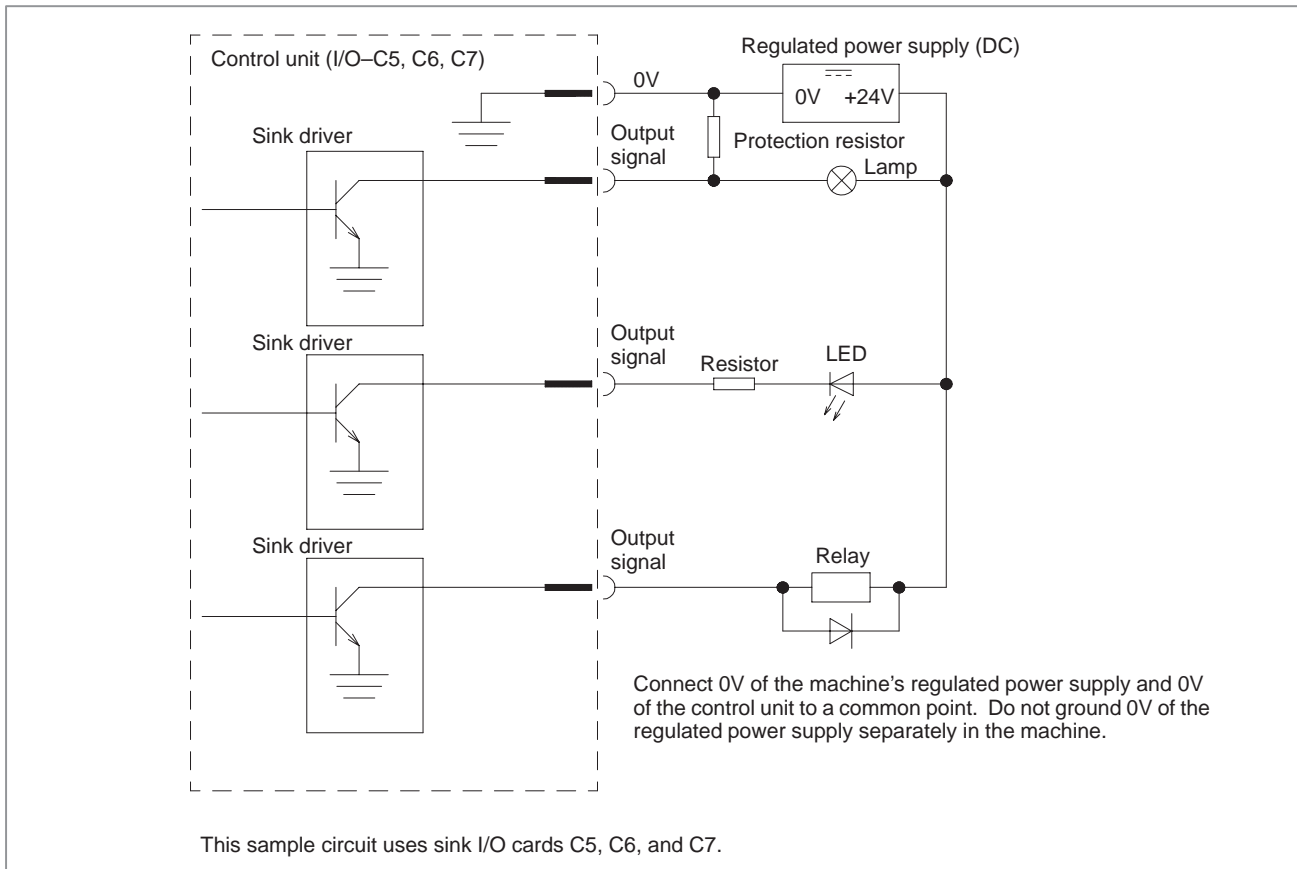 Control unit (I/O–C5, C6, C7)
Regulated power supply (DC)
0V
0V +24V
Sink driver
Output
signal
Protection resistor
Lamp
Sink driver
Output
signal
Resistor
LED
Sink driver
Output
signal
Relay
Connect 0V of the machine’s regulated power supply and 0V
of the control unit to a common point. Do not ground 0V of the
regulated power supply separately in the machine.
This sample circuit uses sink I/O cards C5, C6, and C7.